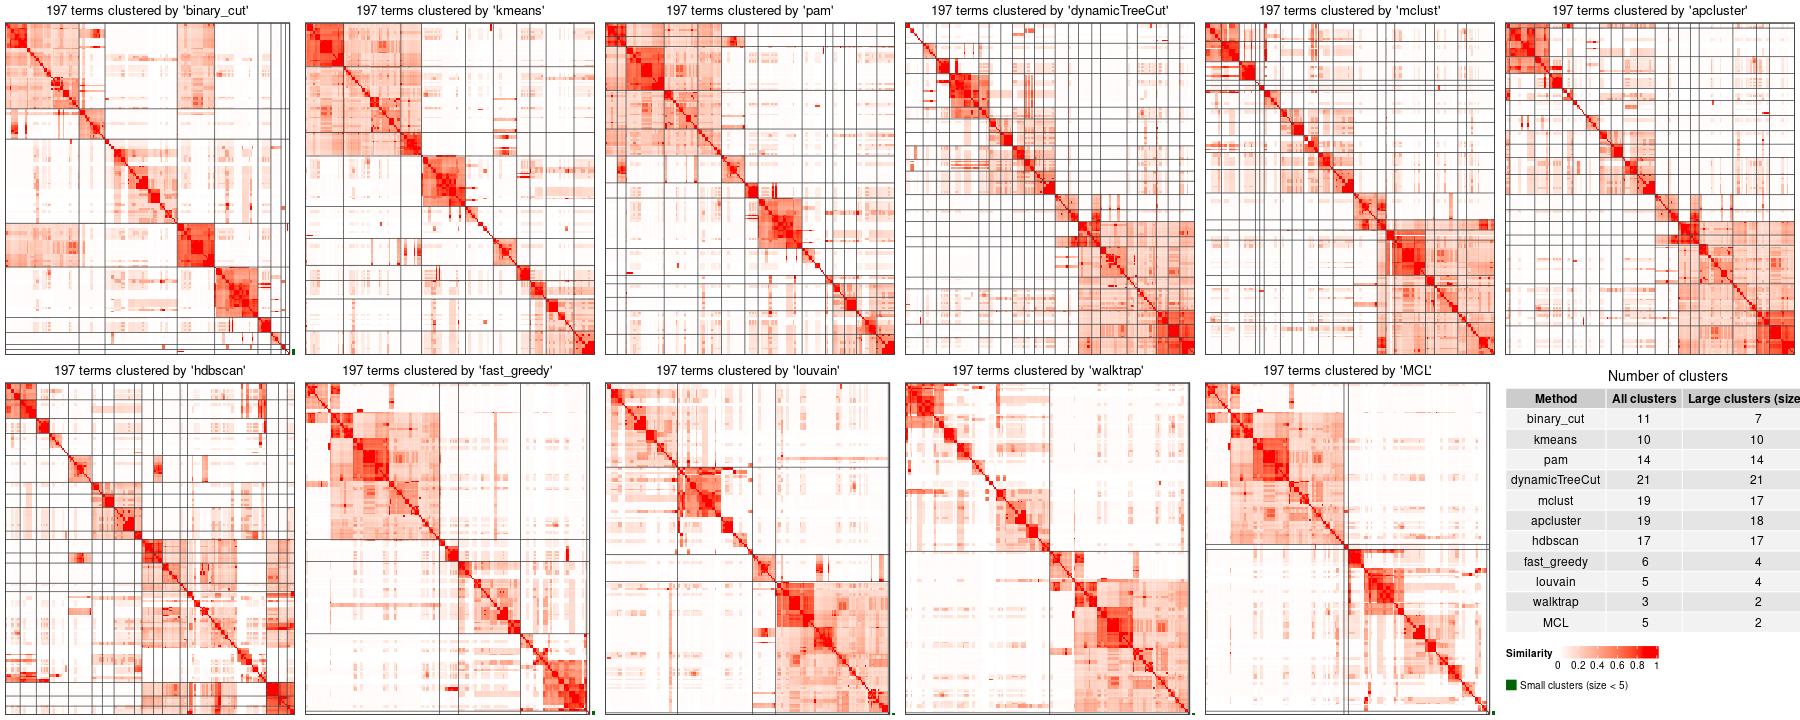 197 terms clustered by 'binary_cut'
197 terms clustered by 'kmeans'
197 terms clustered by 'pam'
197 terms clustered by 'dynamicTreeCut'
197 terms clustered by 'mclust'
197 terms clustered by 'apcluster'
197 terms clustered by 'hdbscan'
197 terms clustered by 'fast_greedy'
197 terms clustered by 'louvain'
197 terms clustered by 'walktrap'
197 terms clustered by 'MCL'
Number of clusters
Method All clusters Large clusters (size
binary_cut 11 7
kmeans 10 10
pam 14 14
dynamicTreeCut 21 21
mclust 19 17
apcluster 19 18
hdbscan 17 17
fast_greedy 6 4
louvain 5 4
walktrap 3 2
MCL 5 2
Similarity
0 0.2 0.4 0.6 0.8 1
Small clusters (size < 5)